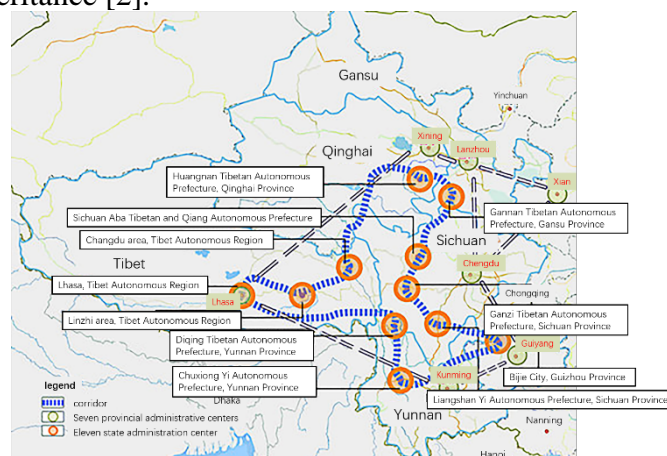 eritance [2].
Gansu
Yinchuan
Xining
Lanzhou
Qinghai
Huangnan Tibetan Autonomous
Prefecture, Qinghai Province
Xian
Sichuan Aba Tibetan and Qiang Autonomous Prefecture
Gannan Tibetan Autonomous
Prefecture, Gansu Province
Changdu area, Tibet Autonomous Region
Sichuan
Tibet
Chengdu
Lhasa, Tibet Autonomous Region
Chongqing
Lhasa
Linzhi area, Tibet Autonomous Region
Ganzi Tibetan Autonomous
Prefecture, Sichuan Province
Diqing Tibetan Autonomous
Prefecture, Yunnan Province
Guiyang
Chuxiong Yi Autonomous
Prefecture, Yunnan Province
Kunming
Bijie City, Guizhou Province
legend
corridor
Dhaka
Liangshan Yi Autonomous Prefecture, Sichuan Province
Seven provincial administrative centers
Yunnan
Nanning
Eleven state administration center
Hanoi